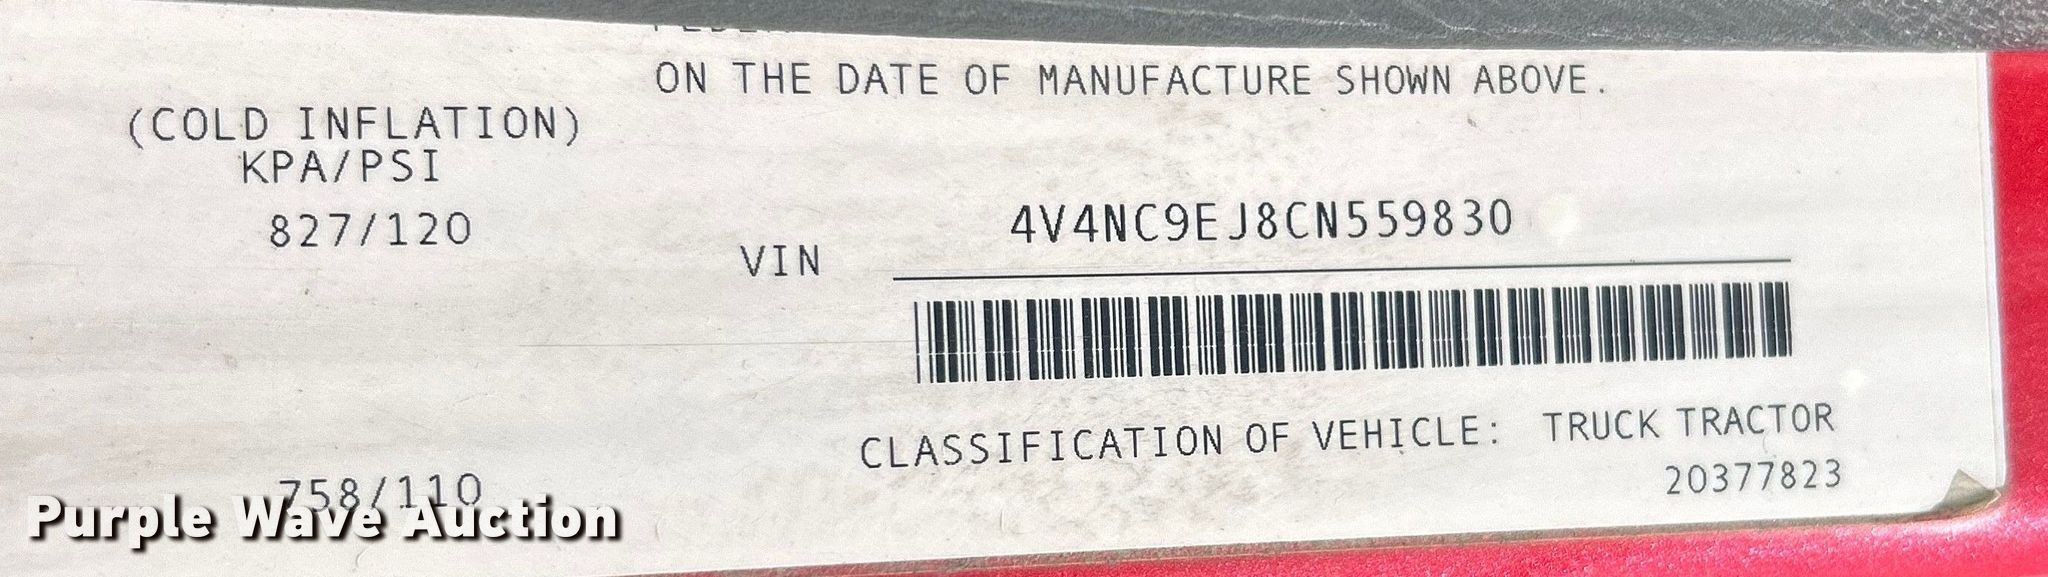 ON THE DATE OF MANUFACTURE SHOWN ABOVE.
(COLD INFLATION)
KPA/PSI
827/120
4V4NC9EJ8CN559830
VIN
CLASSIFICATION OF VEHICLE: TRUCK TRACTOR
20377823
758/110
Purple Wave Auction